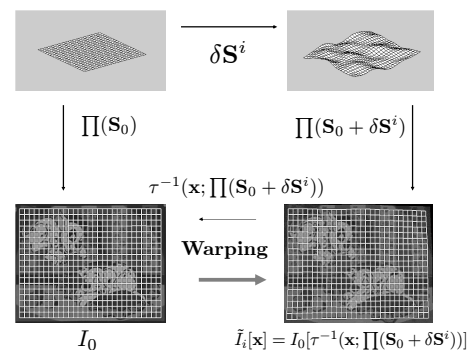 δS^i
∏(S_0)
∏(S_0 + δS^i)
τ^{-1}(x; ∏(S_0 + δS^i))
Warping
I_0
Ĩ_i[x] = I_0[τ^{-1}(x; ∏(S_0 + δS^i))]